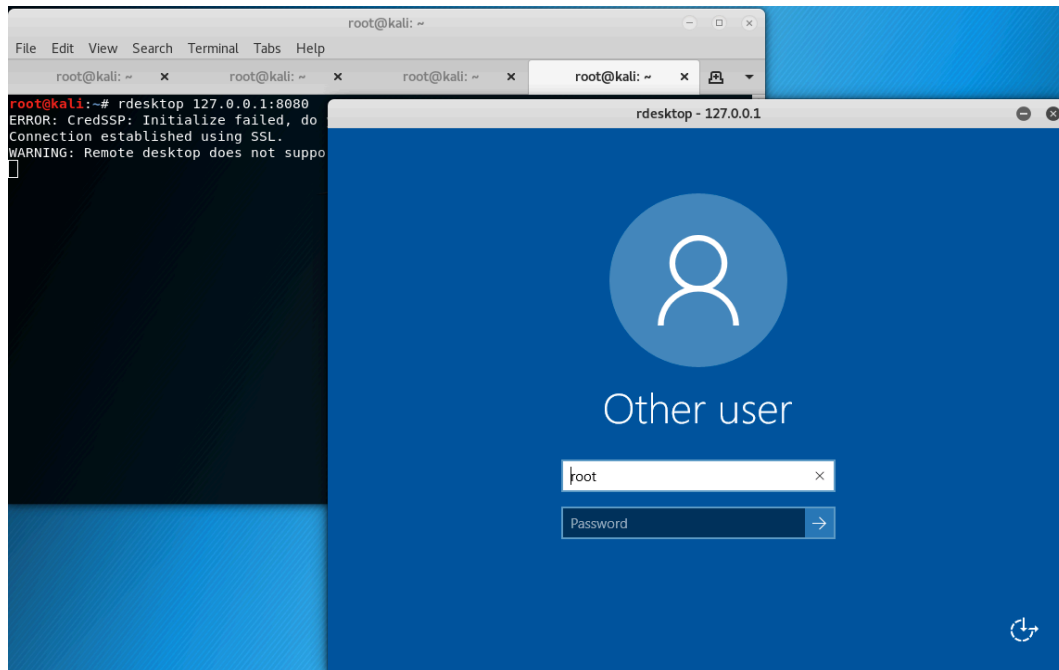 root@kali: ~
File Edit View Search Terminal Tabs Help
root@kali: ~ root@kali: ~ root@kali: ~ root@kali: ~
root@kali:~# rdesktop 127.0.0.1:8080
ERROR: CredSSP: Initialize failed, do
Connection established using SSL.
WARNING: Remote desktop does not suppo
rdesktop - 127.0.0.1
Other user
root
Password